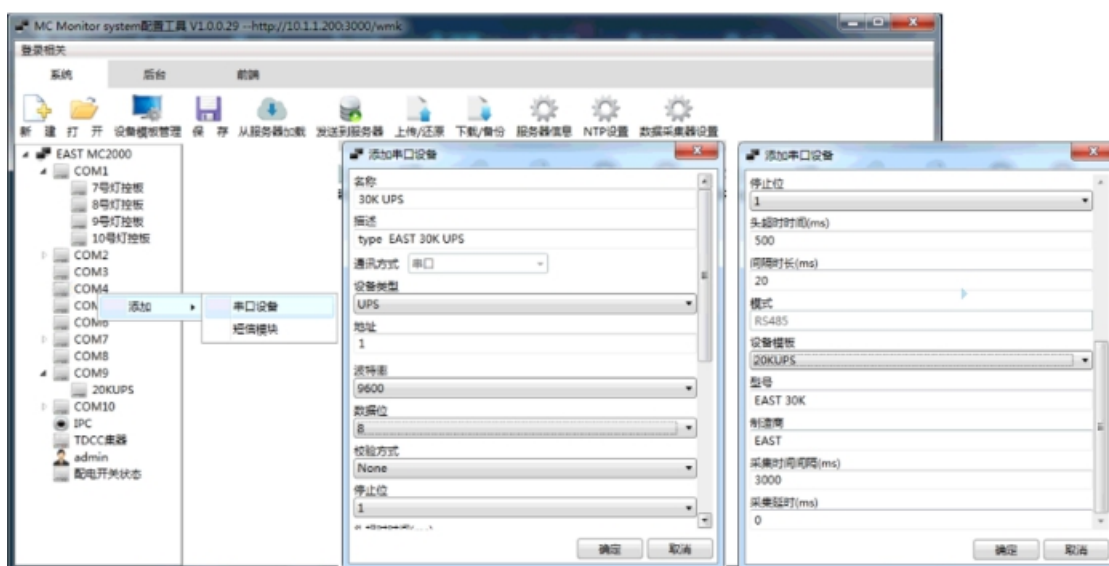 MC Monitor system配置工具 V1.0.0.29 --http://10.1.1.200:3000/wmk
登录相关
系统 后台 前端
新 建 打 开 设备模板管理 保 存 从服务器加载 发送到服务器 上传/还原 下载/备份 服务器信息 NTP设置 数据采集器设置
EAST MC2000
COM1
7号灯控板
8号灯控板
9号灯控板
10号灯控板
COM2
COM3
COM4
COM
COM6
COM7
COM8
COM9
20KUPS
COM10
IPC
TDCC集器
admin
配电开关状态
添加
串口设备
短信模块
添加串口设备
名称
30K UPS
描述
type EAST 30K UPS
通讯方式 串口
设备类型
UPS
地址
1
波特率
9600
数据位
8
校验方式
None
停止位
1
确定 取消
添加串口设备
停止位
1
头超时时间(ms)
500
间隔时长(ms)
20
模式
RS485
设备模板
20KUPS
型号
EAST 30K
制造商
EAST
采集时间间隔(ms)
3000
采集延时(ms)
0
确定 取消